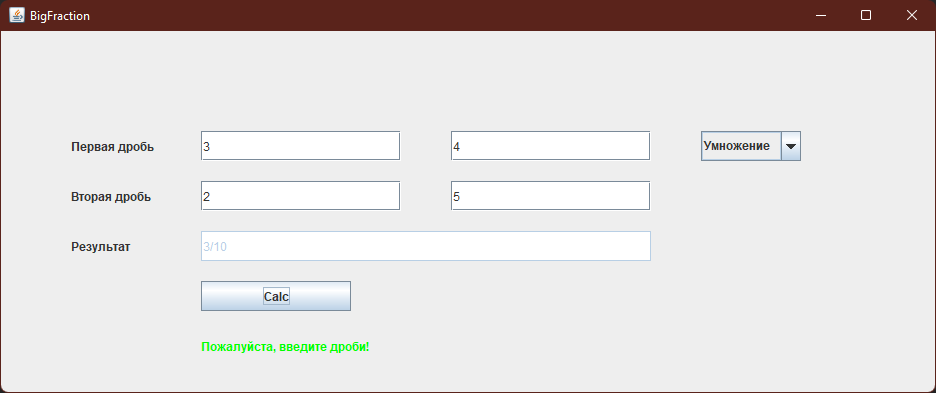 BigFraction
Первая дробь 3 4 Умножение
Вторая дробь 2 5
Результат 3/10
Calc
Пожалуйста, введите дроби!